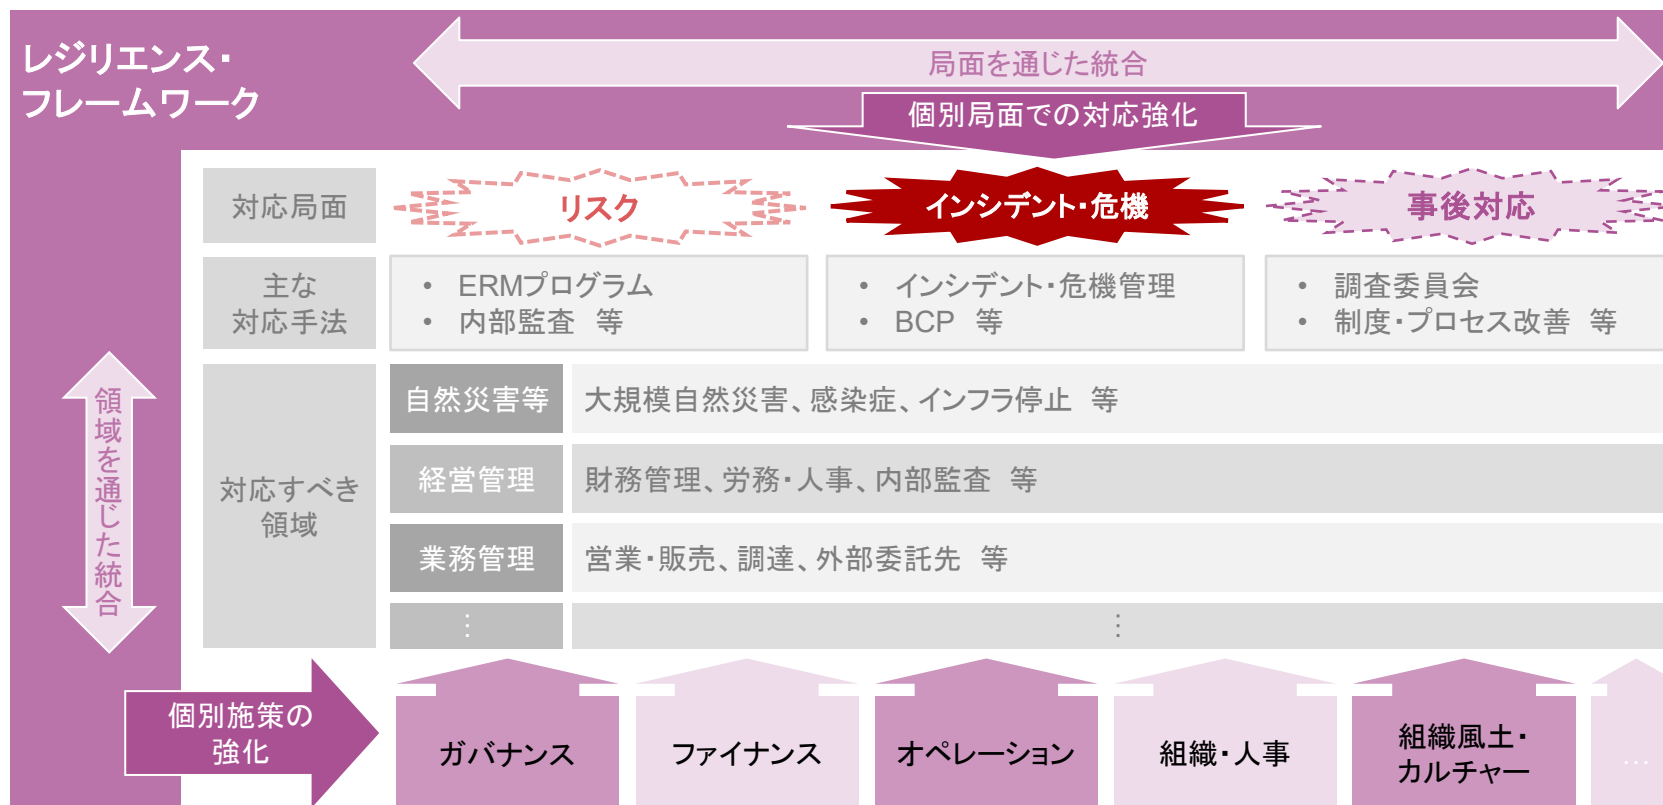 レジリエンス・
フレームワーク
局面を通じた統合
個別局面での対応強化
対応局面
リスク
インシデント・危機
事後対応
主な
対応手法
• ERMプログラム
• 内部監査 等
• インシデント・危機管理
• BCP 等
• 調査委員会
• 制度・プロセス改善 等
領域を通じた統合
対応すべき
領域
自然災害等
大規模自然災害、感染症、インフラ停止 等
経営管理
財務管理、労務・人事、内部監査 等
業務管理
営業・販売、調達、外部委託先 等
⋮
⋮
個別施策の
強化
ガバナンス
ファイナンス
オペレーション
組織・人事
組織風土・
カルチャー
…